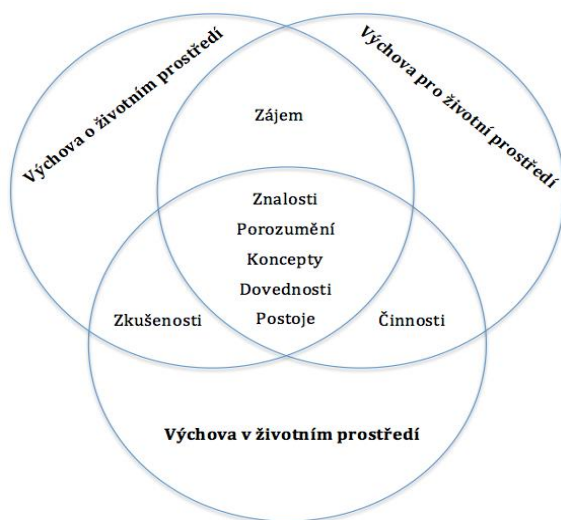 Výchova o životním prostředí
Výchova pro životní prostředí
Zájem
Znalosti
Porozumění
Koncepty
Dovednosti
Postoje
Zkušenosti
Činnosti
Výchova v životním prostředí